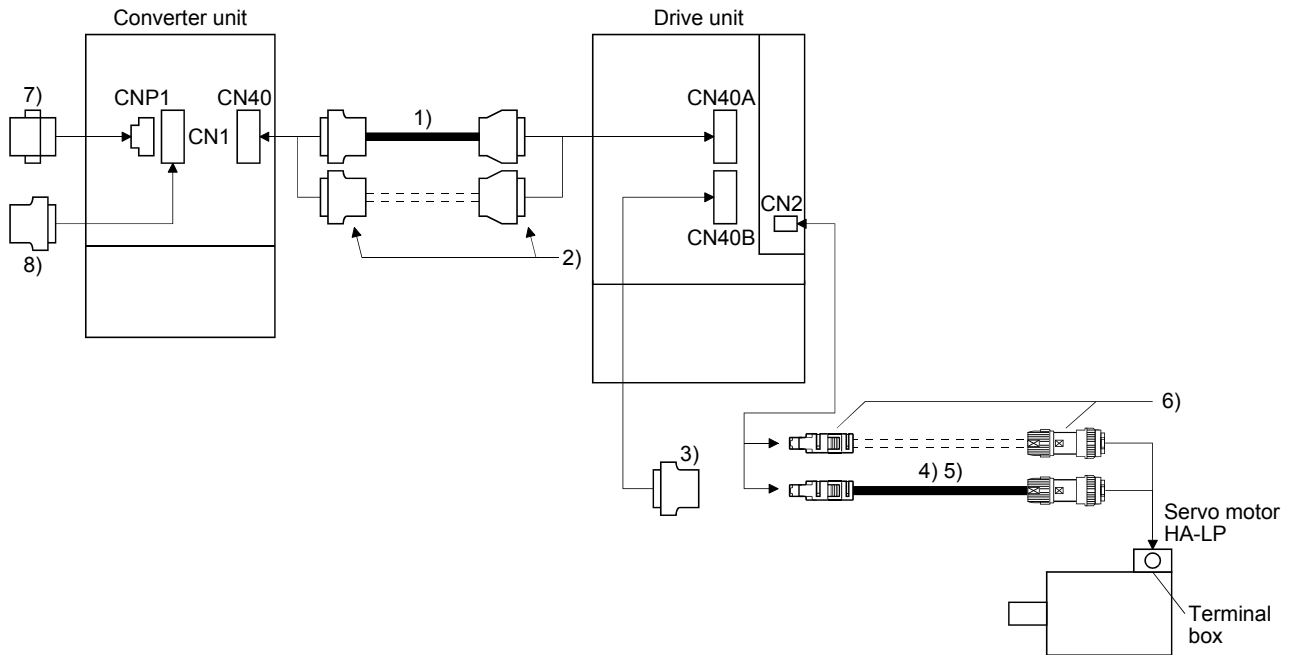 Converter unit
Drive unit
7)
CNP1
CN40
CN1
1)
CN40A
8)
2)
CN2
CN40B
6)
3)
4) 5)
Servo motor
HA-LP
Terminal
box